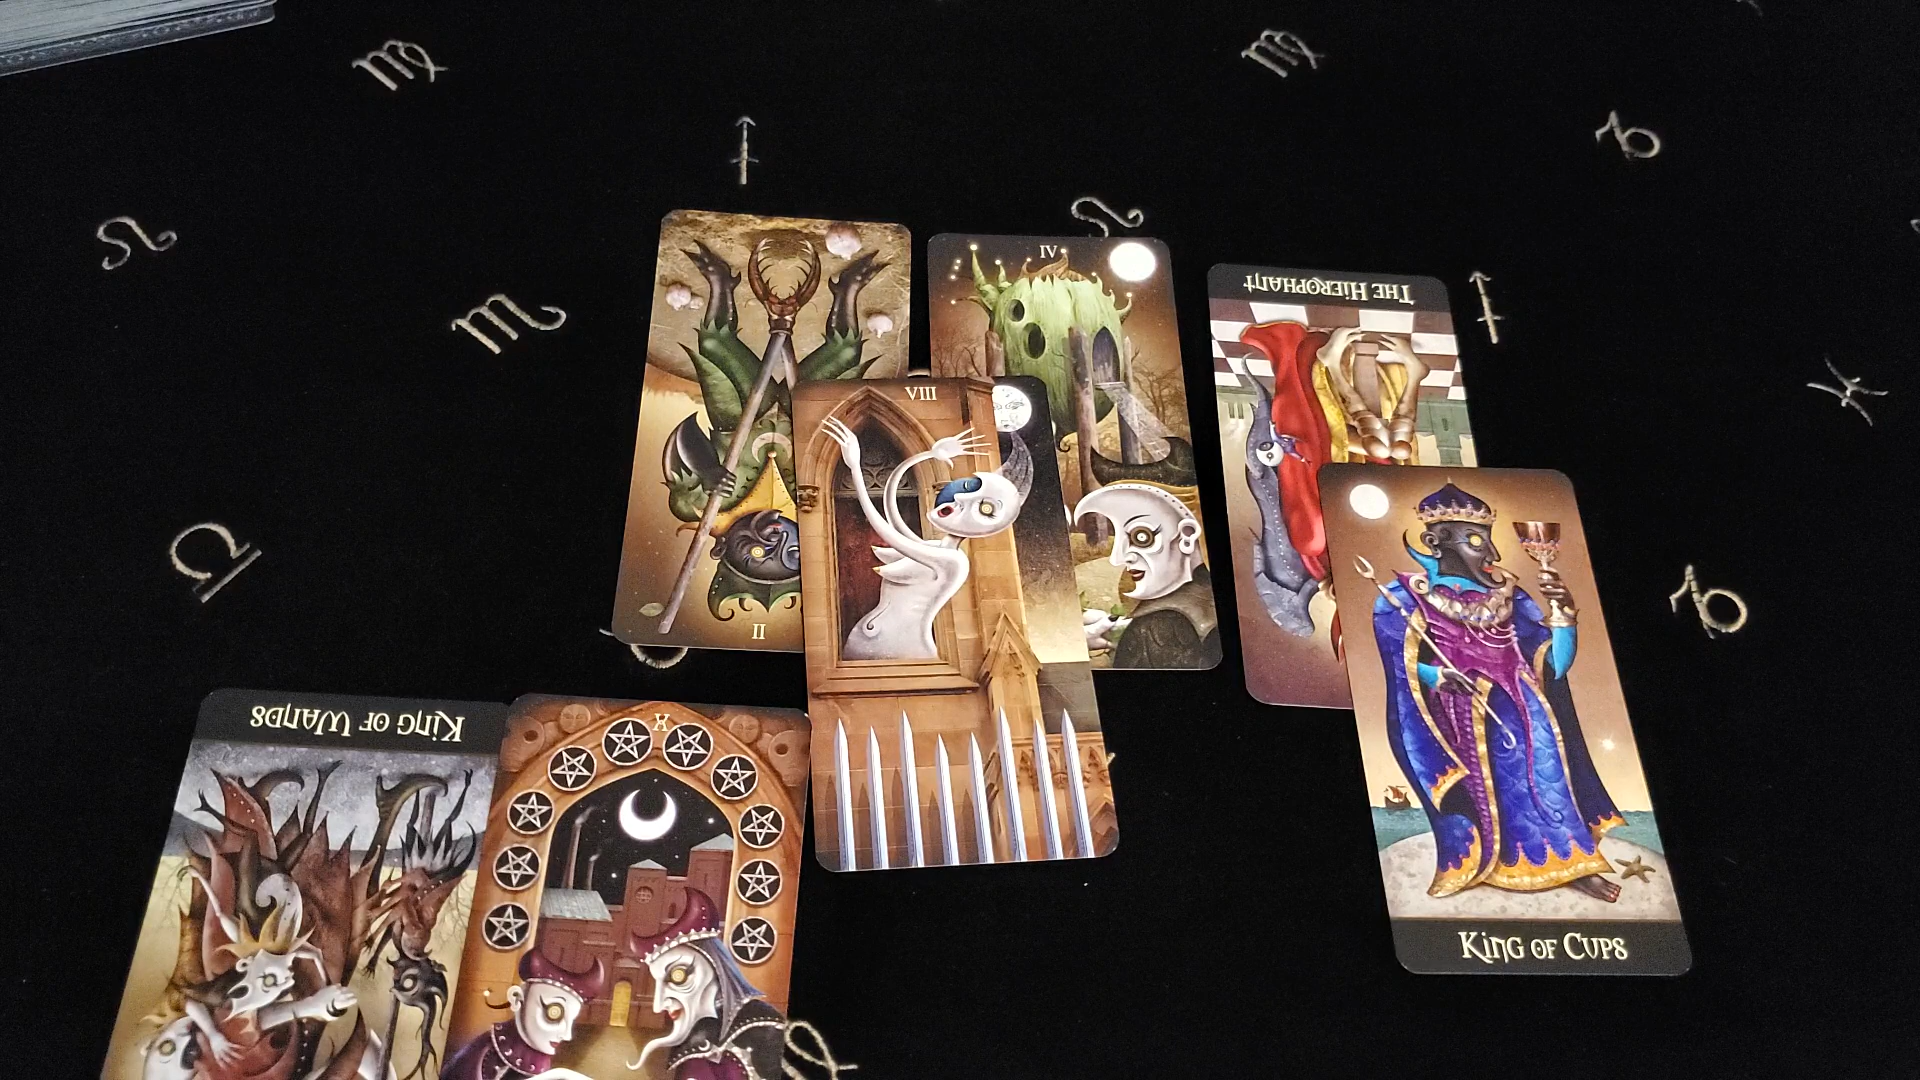 IV
THE HIEROPHANT
VIII
II
KING OF WANDS
X
KING OF CUPS